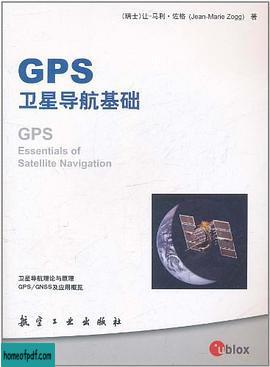 (瑞士)让-马利·佐格 (Jean-Marie Zogg) 著
GPS
卫星导航基础
GPS
Essentials of
Satellite Navigation
卫星导航理论与原理
GPS/GNSS及应用概览
航空工业出版社
ublox
homeofpdf.com